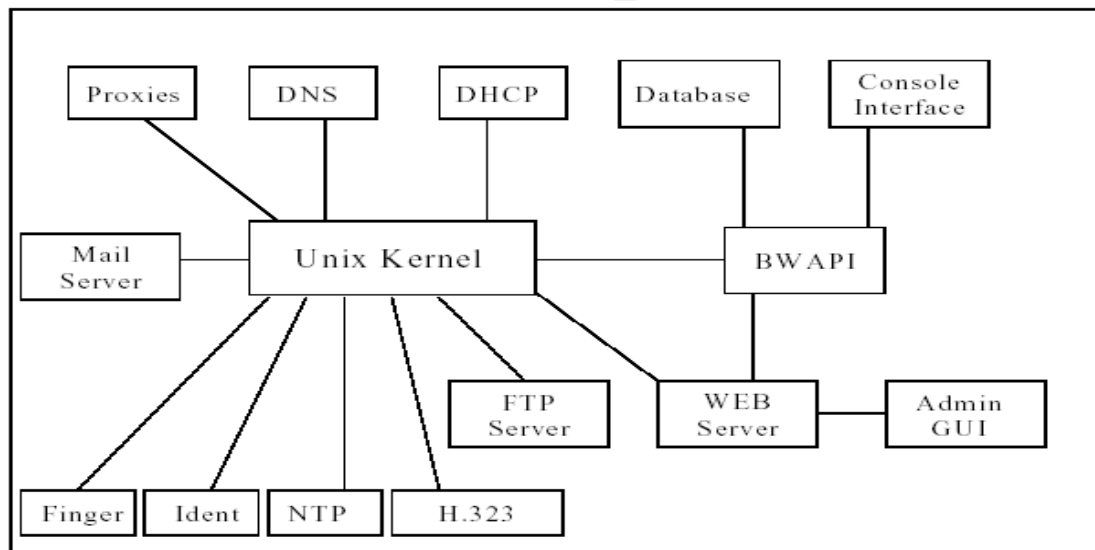 Proxies
DNS
DHCP
Database
Console
Interface
Mail
Server
Unix Kernel
BWAPI
FTP
Server
WEB
Server
Admin
GUI
Finger
Ident
NTP
H.323